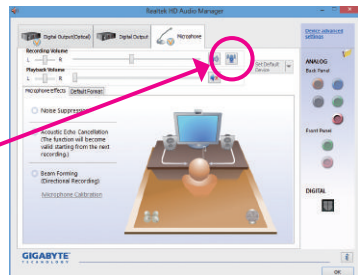 Realtek HD Audio Manager
Digital Output(Optical)
Digital Output
Microphone
Device advanced settings
Recording Volume
L
R
Set Default Device
Playback Volume
L
R
Microphone Effects
Default Format
Noise Suppression
Acoustic Echo Cancellation
(The function will become
valid starting from the next
recording.)
Beam Forming
(Directional Recording)
Microphone Calibration
ANALOG
Back Panel
Front Panel
DIGITAL
GIGABYTE
TECHNOLOGY
OK